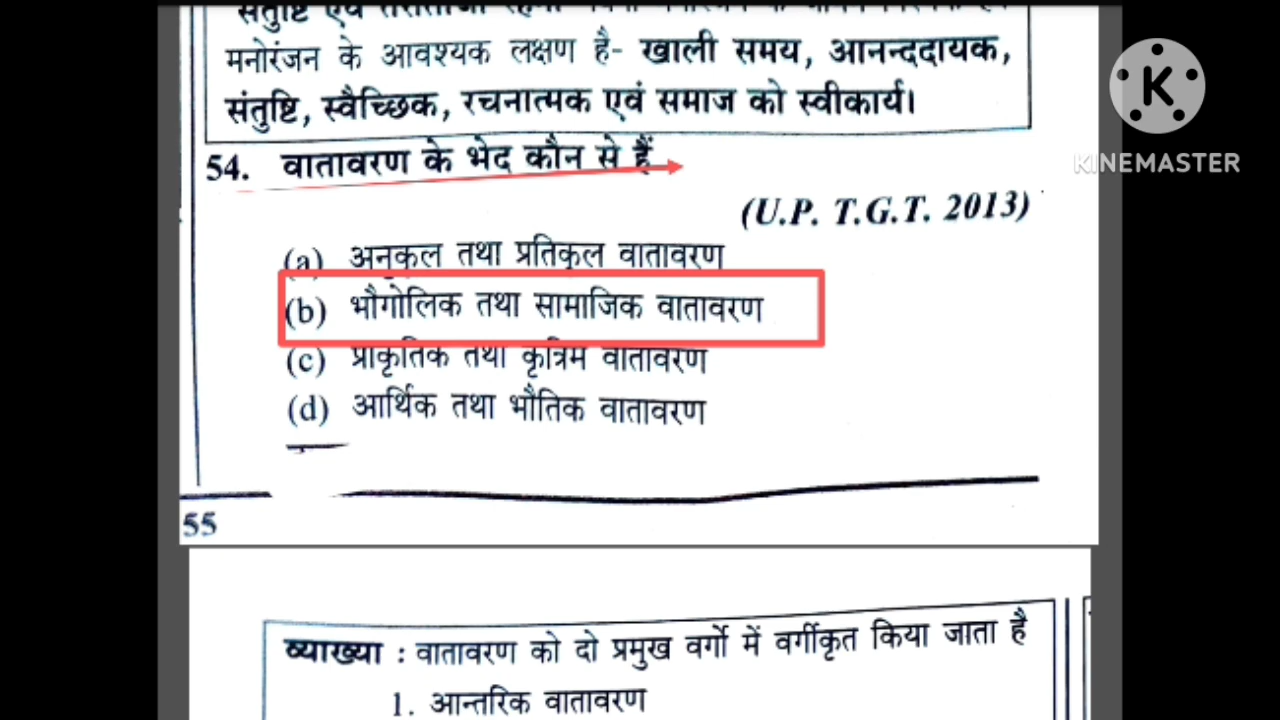 मनोरंजन के आवश्यक लक्षण है- खाली समय, आनन्ददायक,
संतुष्टि, स्वैच्छिक, रचनात्मक एवं समाज को स्वीकार्य।
54. वातावरण के भेद कौन से हैं
(U.P. T.G.T. 2013)
(a) अनुकूल तथा प्रतिकूल वातावरण
(b) भौगोलिक तथा सामाजिक वातावरण
(c) प्राकृतिक तथा कृत्रिम वातावरण
(d) आर्थिक तथा भौतिक वातावरण
55
व्याख्या : वातावरण को दो प्रमुख वर्गो में वर्गीकृत किया जाता है
1. आन्तरिक वातावरण
K
KINEMASTER